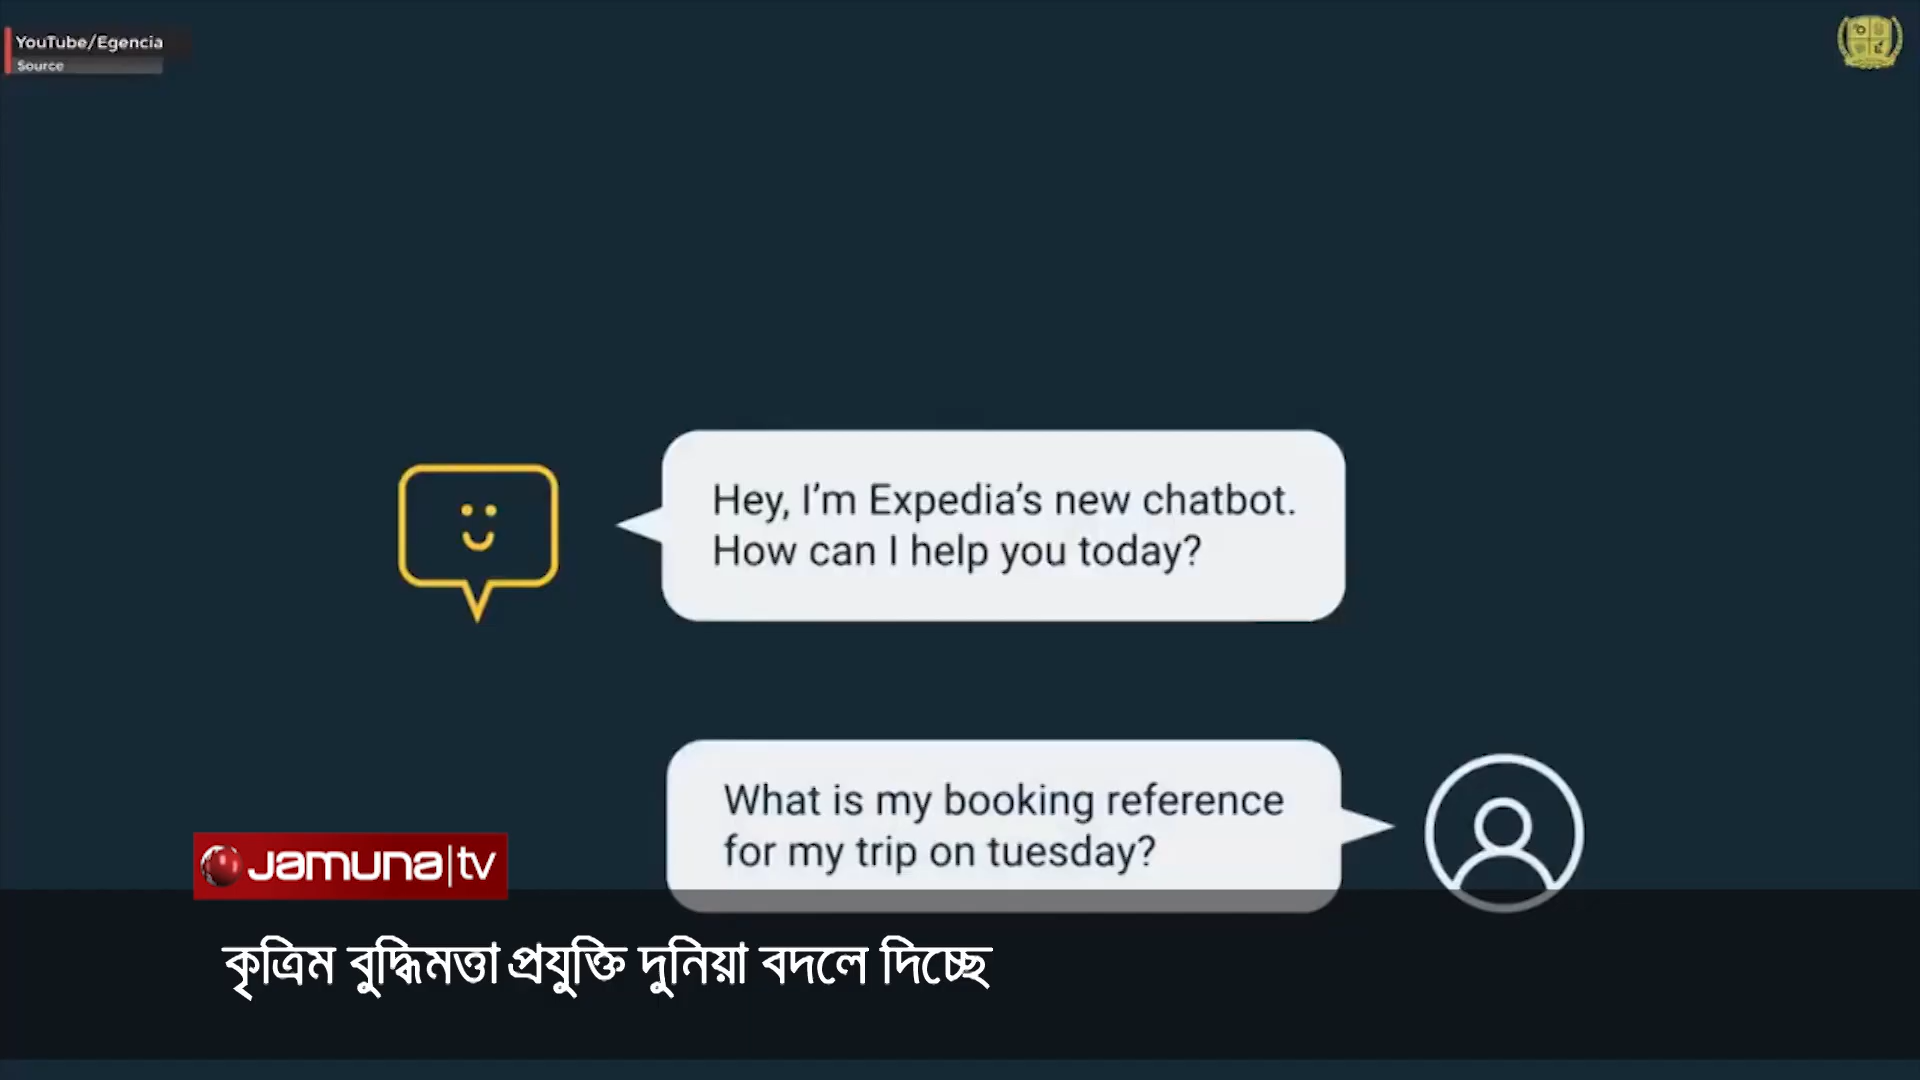 YouTube/Egencia
Source
Hey, I'm Expedia's new chatbot.
How can I help you today?
What is my booking reference
for my trip on tuesday?
Jamuna|tv
কৃত্রিম বুদ্ধিমত্তা প্রযুক্তি দুনিয়া বদলে দিচ্ছে